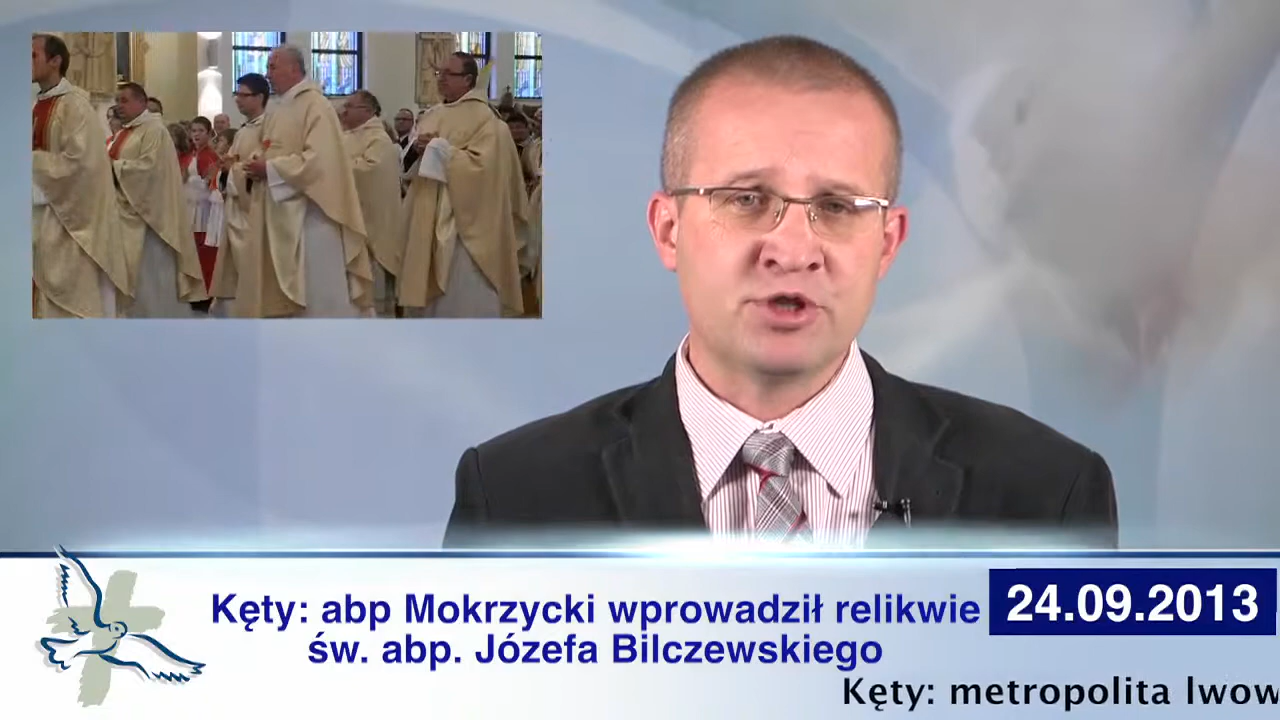 Kęty: abp Mokrzycki wprowadził relikwie
św. abp. Józefa Bilczewskiego
24.09.2013
Kęty: metropolita lwow